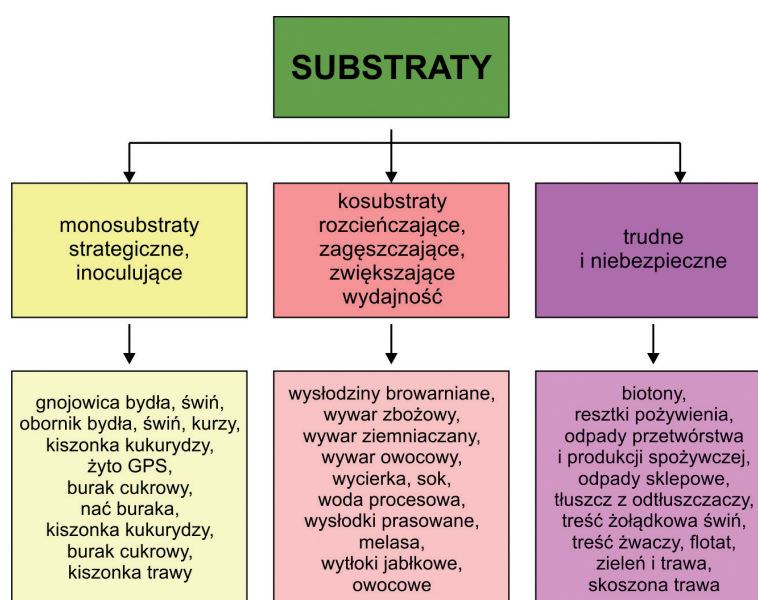 SUBSTRATY
monosubstraty
strategiczne,
inoculujące
kosubstraty
rozcieńczające,
zagęszczające,
zwiększające
wydajność
trudne
i niebezpieczne
gnojowica bydła, świń,
obornik bydła, świń, kurzy,
kiszonka kukurydzy,
żyto GPS,
burak cukrowy,
nać buraka,
kiszonka kukurydzy,
burak cukrowy,
kiszonka trawy
wysłodziny browarniane,
wywar zbożowy,
wywar ziemniaczany,
wywar owocowy,
wycierka, sok,
woda procesowa,
wysłodki prasowane,
melasa,
wytłoki jabłkowe,
owocowe
biotony,
resztki pożywienia,
odpady przetwórstwa
i produkcji spożywczej,
odpady sklepowe,
tłuszcz z odtłuszczaczy,
treść żołądkowa świń,
treść żwaczy, flotat,
zieleń i trawa,
skoszona trawa